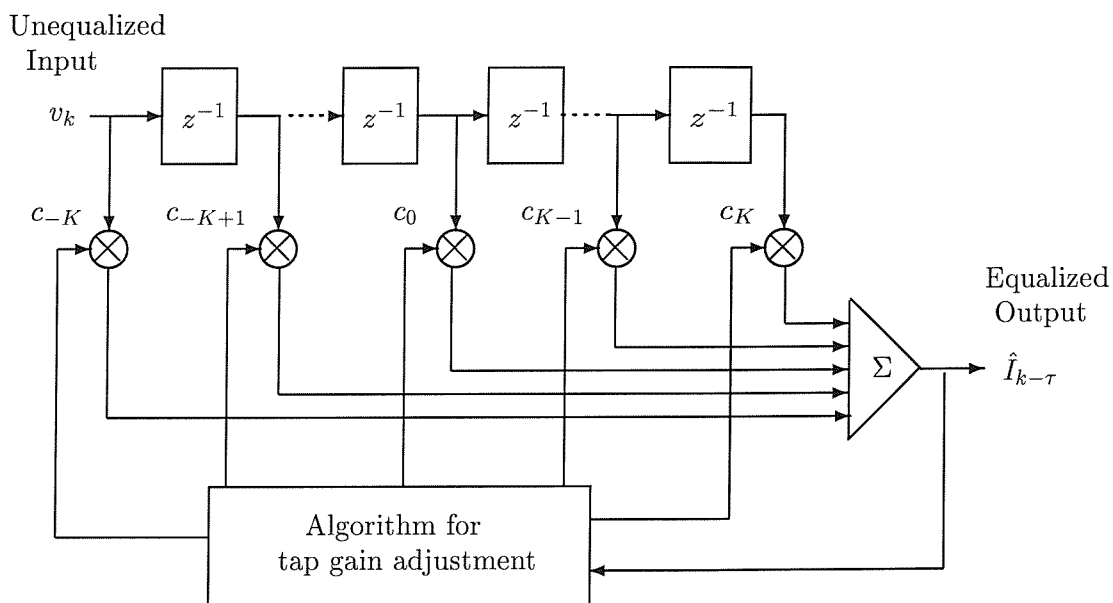 Unequalized
Input
v_k
z^{-1}
z^{-1}
z^{-1}
z^{-1}
c_{-K}
c_{-K+1}
c_0
c_{K-1}
c_K
Equalized
Output
Σ
Î_{k-τ}
Algorithm for
tap gain adjustment